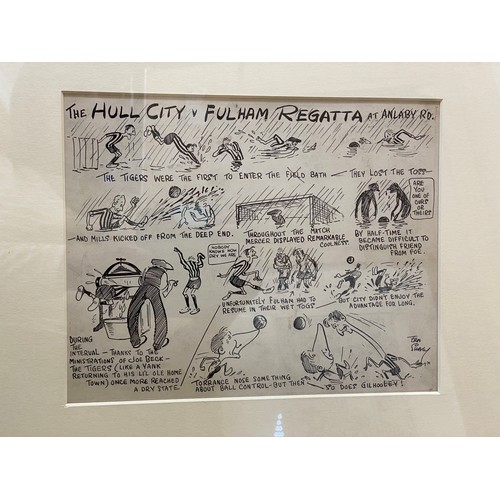 THE HULL CITY V FULHAM REGATTA AT ANLABY RD.
THE TIGERS WERE THE FIRST TO ENTER THE FIELD BATH — THEY LOST THE TOSS—
—AND MILLS KICKED OFF FROM THE DEEP END.
THROUGHOUT THE MATCH
MERCER DISPLAYED REMARKABLE
COOLNESS.
ARE
YOU
ONE OF
OURS OR
THEIRS
BY HALF-TIME IT
BECAME DIFFICULT TO
DISTINGUISH FRIEND
FROM FOE.
NOBODY
KNOWS HOW
DRY WE ARE
DURING
THE
INTERVAL — THANKS TO THE
MINISTRATIONS OF JOE BECK —
THE TIGERS (LIKE A YANK
RETURNING TO HIS LI'L OLE HOME
TOWN) ONCE MORE REACHED
A DRY STATE.
UNFORTUNATELY FULHAM HAD TO
RESUME IN THEIR WET TOGS
—BUT CITY DIDN'T ENJOY THE
ADVANTAGE FOR LONG.
TORRANCE NOSE SOMETHING
ABOUT BALL CONTROL — BUT THEN —
— SO DOES GILHOOLEY!